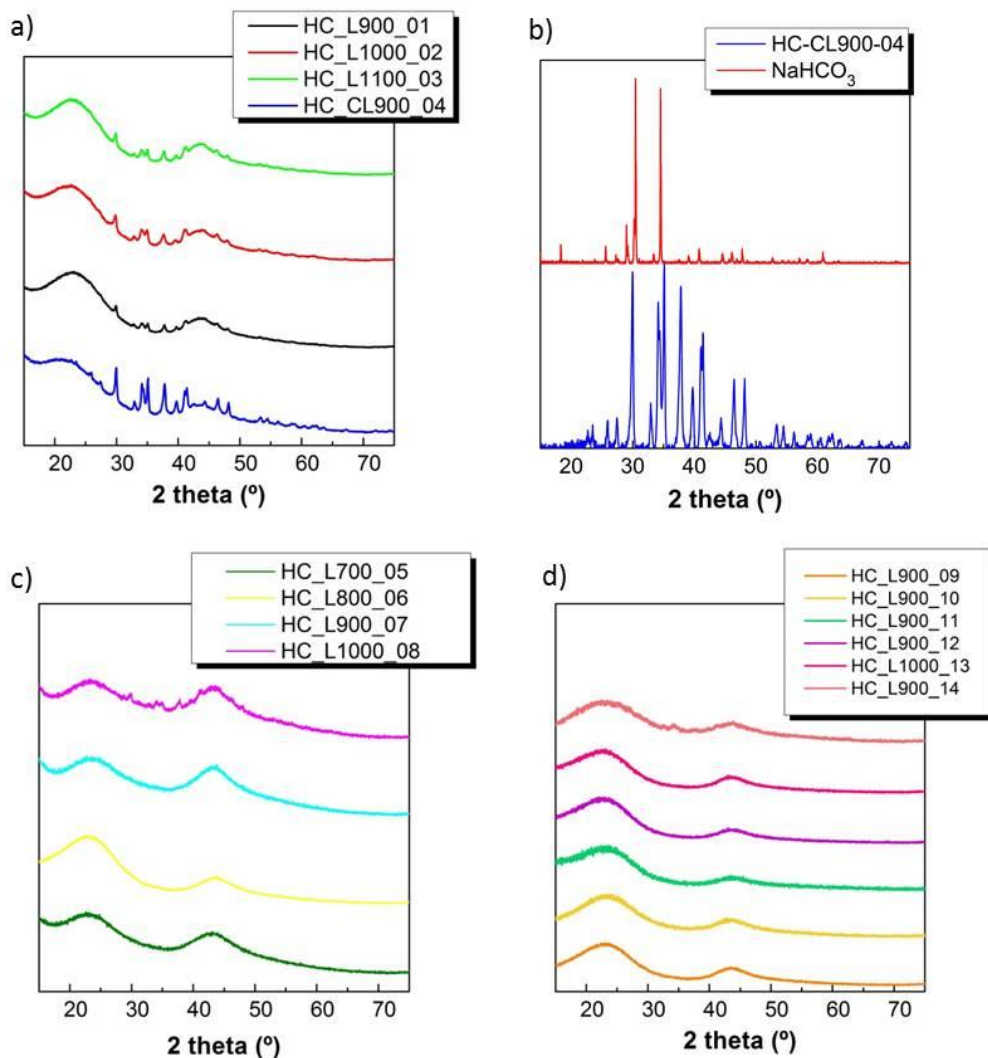 a)
HC_L900_01
HC_L1000_02
HC_L1100_03
HC_CL900_04
20 30 40 50 60 70
2 theta (º)
b)
HC-CL900-04
NaHCO₃
20 30 40 50 60 70
2 theta (º)
c)
HC_L700_05
HC_L800_06
HC_L900_07
HC_L1000_08
20 30 40 50 60 70
2 theta (º)
d)
HC_L900_09
HC_L900_10
HC_L900_11
HC_L900_12
HC_L1000_13
HC_L900_14
20 30 40 50 60 70
2 theta (º)